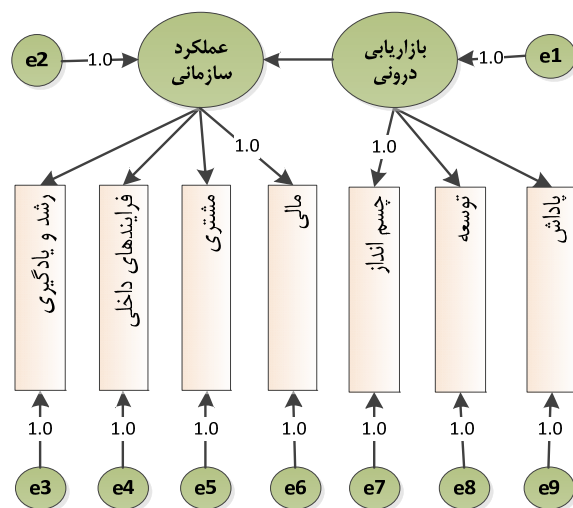 e2
1.0
عملکرد
سازمانی
بازاریابی
درونی
1.0
e1
1.0
1.0
رشد و یادگیری
فرایندهای داخلی
مشتری
مالی
چسم انداز
توسعه
پاداش
1.0
1.0
1.0
1.0
1.0
1.0
1.0
e3
e4
e5
e6
e7
e8
e9